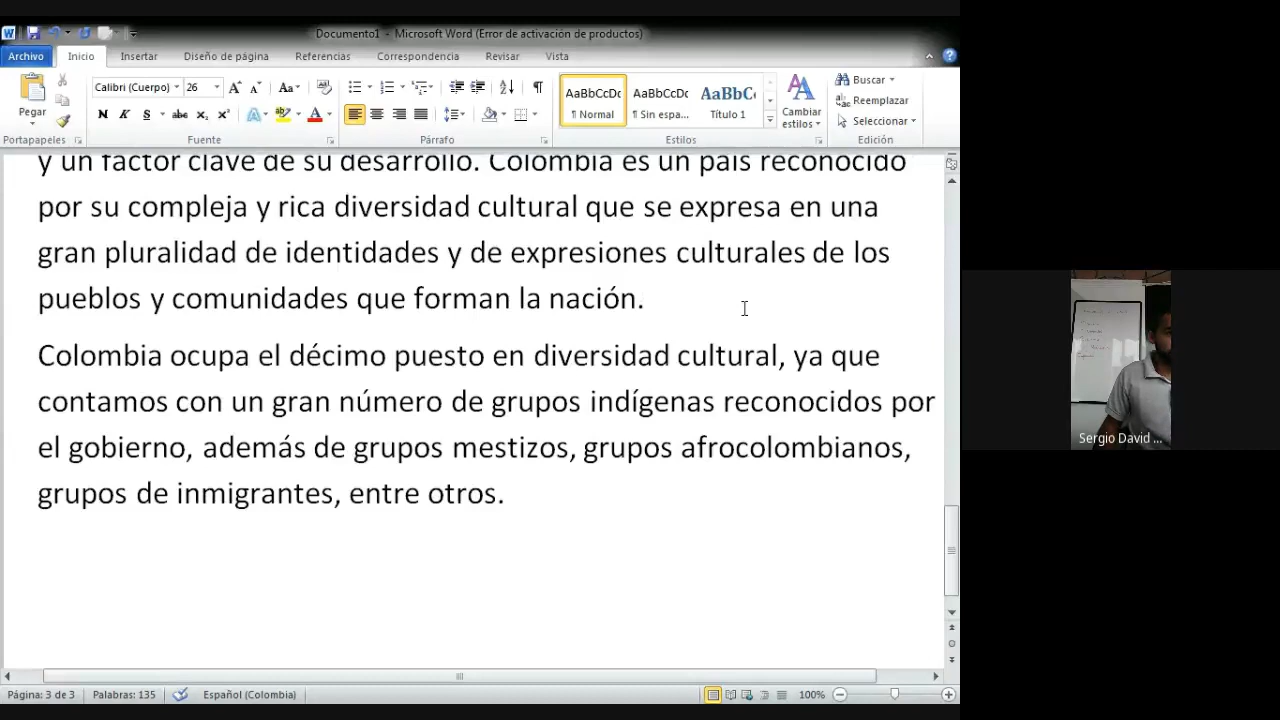 Documento1 - Microsoft Word (Error de activación de productos)
Archivo Inicio Insertar Diseño de página Referencias Correspondencia Revisar Vista
Pegar
Calibri (Cuerpo) 26
Aa
N K S abc x₂ x²
A A
AaBbCcDc AaBbCcDc AaBbC
¶ Normal ¶ Sin espa... Título 1
Cambiar estilos
Buscar
Reemplazar
Seleccionar
Portapapeles Fuente Párrafo Estilos Edición
y un factor clave de su desarrollo. Colombia es un país reconocido
por su compleja y rica diversidad cultural que se expresa en una
gran pluralidad de identidades y de expresiones culturales de los
pueblos y comunidades que forman la nación.
Colombia ocupa el décimo puesto en diversidad cultural, ya que
contamos con un gran número de grupos indígenas reconocidos por
el gobierno, además de grupos mestizos, grupos afrocolombianos,
grupos de inmigrantes, entre otros.
Página: 3 de 3 Palabras: 135 Español (Colombia) 100%
Sergio David ...